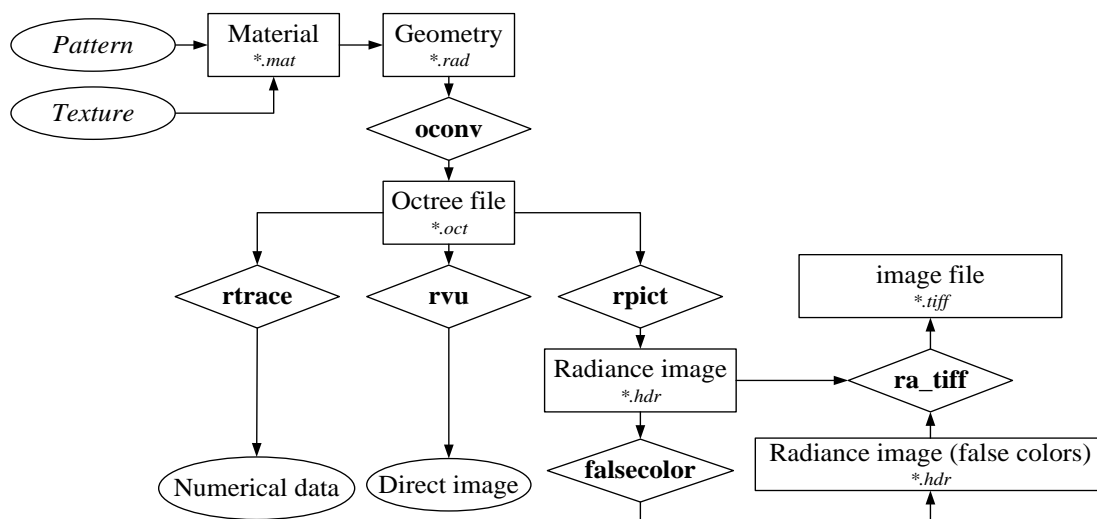 Pattern
Material
*.mat
Geometry
*.rad
Texture
oconv
Octree file
*.oct
rtrace
rvu
rpict
image file
*.tiff
Radiance image
*.hdr
ra_tiff
Numerical data
Direct image
falsecolor
Radiance image (false colors)
*.hdr